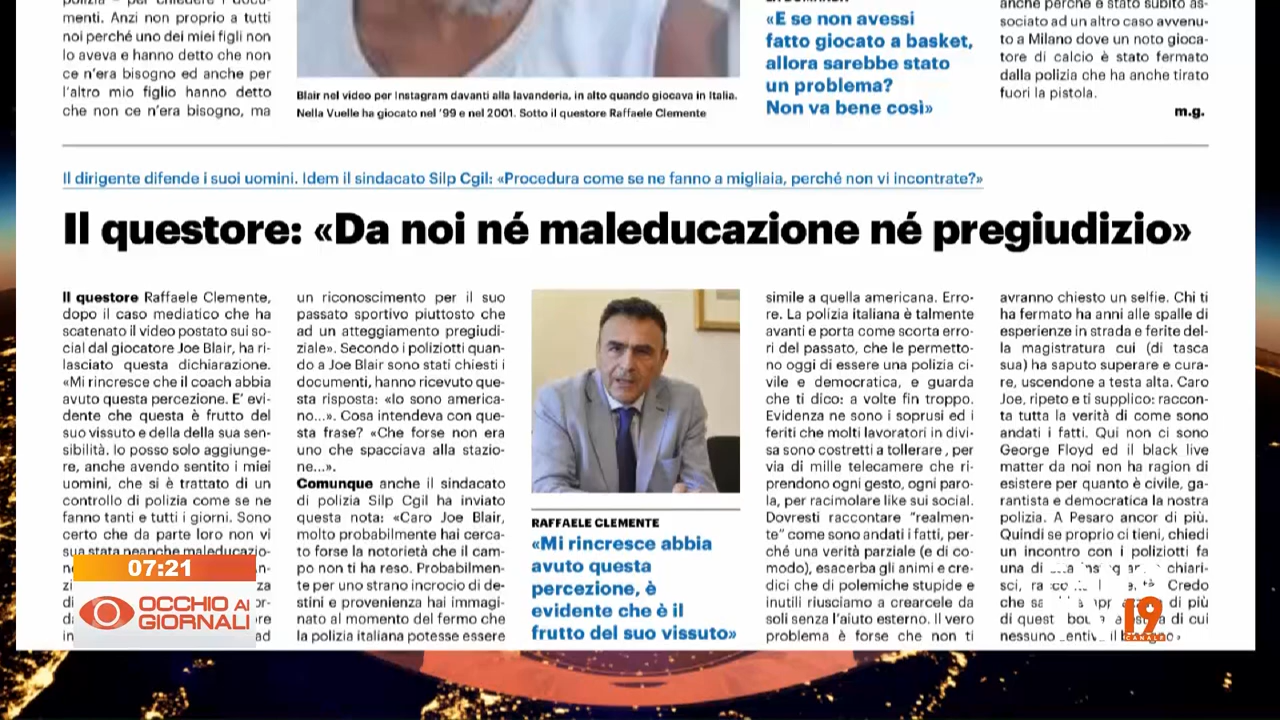 polizia – per chiedere i docu-
menti. Anzi non proprio a tutti
noi perché uno dei miei figli non
lo aveva e hanno detto che non
ce n'era bisogno ed anche per
l'altro mio figlio hanno detto
che non ce n'era bisogno, ma
Blair nel video per Instagram davanti alla lavanderia, in alto quando giocava in Italia.
Nella Vuelle ha giocato nel '99 e nel 2001. Sotto il questore Raffaele Clemente
«E se non avessi
fatto giocato a basket,
allora sarebbe stato
un problema?
Non va bene così»
anche perché è stato subito as-
sociato ad un altro caso avvenu-
to a Milano dove un noto gioca-
tore di calcio è stato fermato
dalla polizia che ha anche tirato
fuori la pistola.
m.g.
Il dirigente difende i suoi uomini. Idem il sindacato Silp Cgil: «Procedura come se ne fanno a migliaia, perché non vi incontrate?»
Il questore: «Da noi né maleducazione né pregiudizio»
Il questore Raffaele Clemente,
dopo il caso mediatico che ha
scatenato il video postato sui so-
cial dal giocatore Joe Blair, ha ri-
lasciato questa dichiarazione.
«Mi rincresce che il coach abbia
avuto questa percezione. E' evi-
dente che questa è frutto del
suo vissuto e della della sua sen-
sibilità. Io posso solo aggiunge-
re, anche avendo sentito i miei
uomini, che si è trattato di un
controllo di polizia come se ne
fanno tanti e tutti i giorni. Sono
certo che da parte loro non vi
sua stata neanche maleducazio-
un riconoscimento per il suo
passato sportivo piuttosto che
ad un atteggiamento pregiudi-
ziale». Secondo i poliziotti quan-
do a Joe Blair sono stati chiesti i
documenti, hanno ricevuto que-
sta risposta: «Io sono america-
no...». Cosa intendeva con que-
sta frase? «Che forse non era
uno che spacciava alla stazio-
ne...».
Comunque anche il sindacato
di polizia Silp Cgil ha inviato
questa nota: «Caro Joe Blair,
molto probabilmente hai cerca-
to forse la notorietà che il cam-
po non ti ha reso. Probabilmen-
te per uno strano incrocio di de-
stini e provenienza hai immagi-
nato al momento del fermo che
la polizia italiana potesse essere
RAFFAELE CLEMENTE
«Mi rincresce abbia
avuto questa
percezione, è
evidente che è il
frutto del suo vissuto»
simile a quella americana. Erro-
re. La polizia italiana è talmente
avanti e porta come scorta erro-
ri del passato, che le permetto-
no oggi di essere una polizia ci-
vile e democratica, e guarda
che ti dico: a volte fin troppo.
Evidenza ne sono i soprusi ed i
feriti che molti lavoratori in divi-
sa sono costretti a tollerare , per
via di mille telecamere che ri-
prendono ogni gesto, ogni paro-
la, per racimolare like sui social.
Dovresti raccontare "realmen-
te" come sono andati i fatti, per-
ché una verità parziale (e di co-
modo), esacerba gli animi e cre-
dici che di polemiche stupide e
inutili riusciamo a crearcele da
soli senza l'aiuto esterno. Il vero
problema è forse che non ti
avranno chiesto un selfie. Chi ti
ha fermato ha anni alle spalle di
esperienze in strada e ferite del-
la magistratura cui (di tasca
sua) ha saputo superare e cura-
re, uscendone a testa alta. Caro
Joe, ripeto e ti supplico: raccon-
ta tutta la verità di come sono
andati i fatti. Qui non ci sono
George Floyd ed il black live
matter da noi non ha ragion di
esistere per quanto è civile, ga-
rantista e democratica la nostra
polizia. A Pesaro ancor di più.
Quindi se proprio ci tieni, chiedi
un incontro con i poliziotti fa
una di chiari-
sci, Credo
che di più
di di cui
nessuno il
07:21
OCCHIO AI
GIORNALI
19